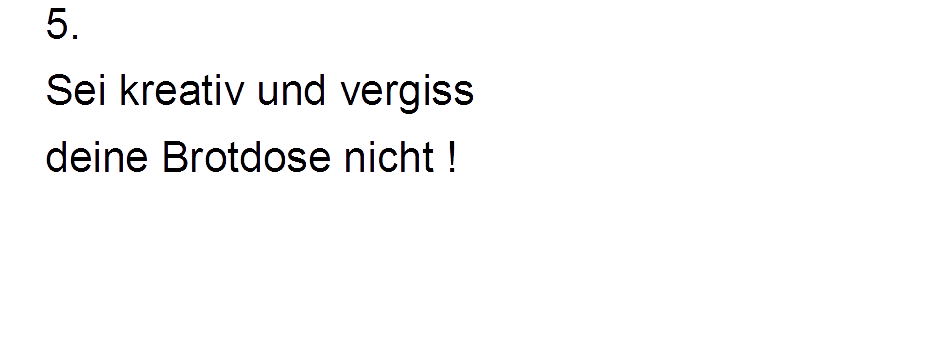 5.
Sei kreativ und vergiss
deine Brotdose nicht !